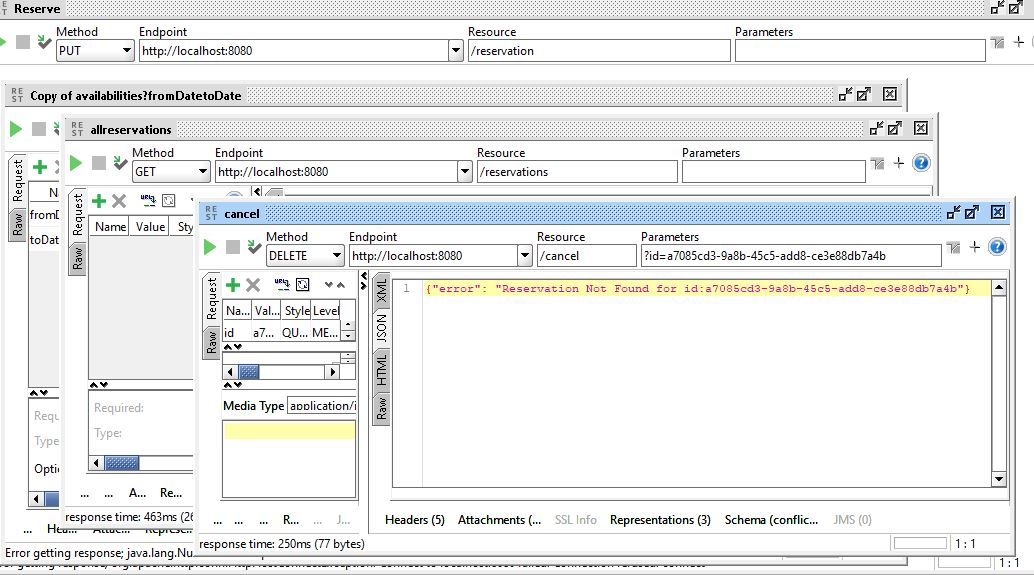 Reserve
Method Endpoint Resource Parameters
PUT http://localhost:8080 /reservation
REST Copy of availabilities?fromDatetoDate
REST allreservations
Method Endpoint Resource Parameters
GET http://localhost:8080 /reservations
Request
Raw
Request
Raw
Name Value Sty
toDat
Required:
Type:
Requ
Type
Optio
... ... A... Re...
response time: 463ms (26
REST cancel
Method Endpoint Resource Parameters
DELETE http://localhost:8080 /cancel ?id=a7085cd3-9a8b-45c5-add8-ce3e88db7a4b
Request
Raw
Na... Val... Style Level
id a7... QU... ME...
Media Type application/
XML
JSON
HTML
Raw
1 {"error": "Reservation Not Found for id:a7085cd3-9a8b-45c5-add8-ce3e88db7a4b"}
... ... ... R... ... J...
Headers (5) Attachments (... SSL Info Representations (3) Schema (conflic... JMS (0)
response time: 250ms (77 bytes)
1 : 1
Error getting response; java.lang.Nu
1 : 1